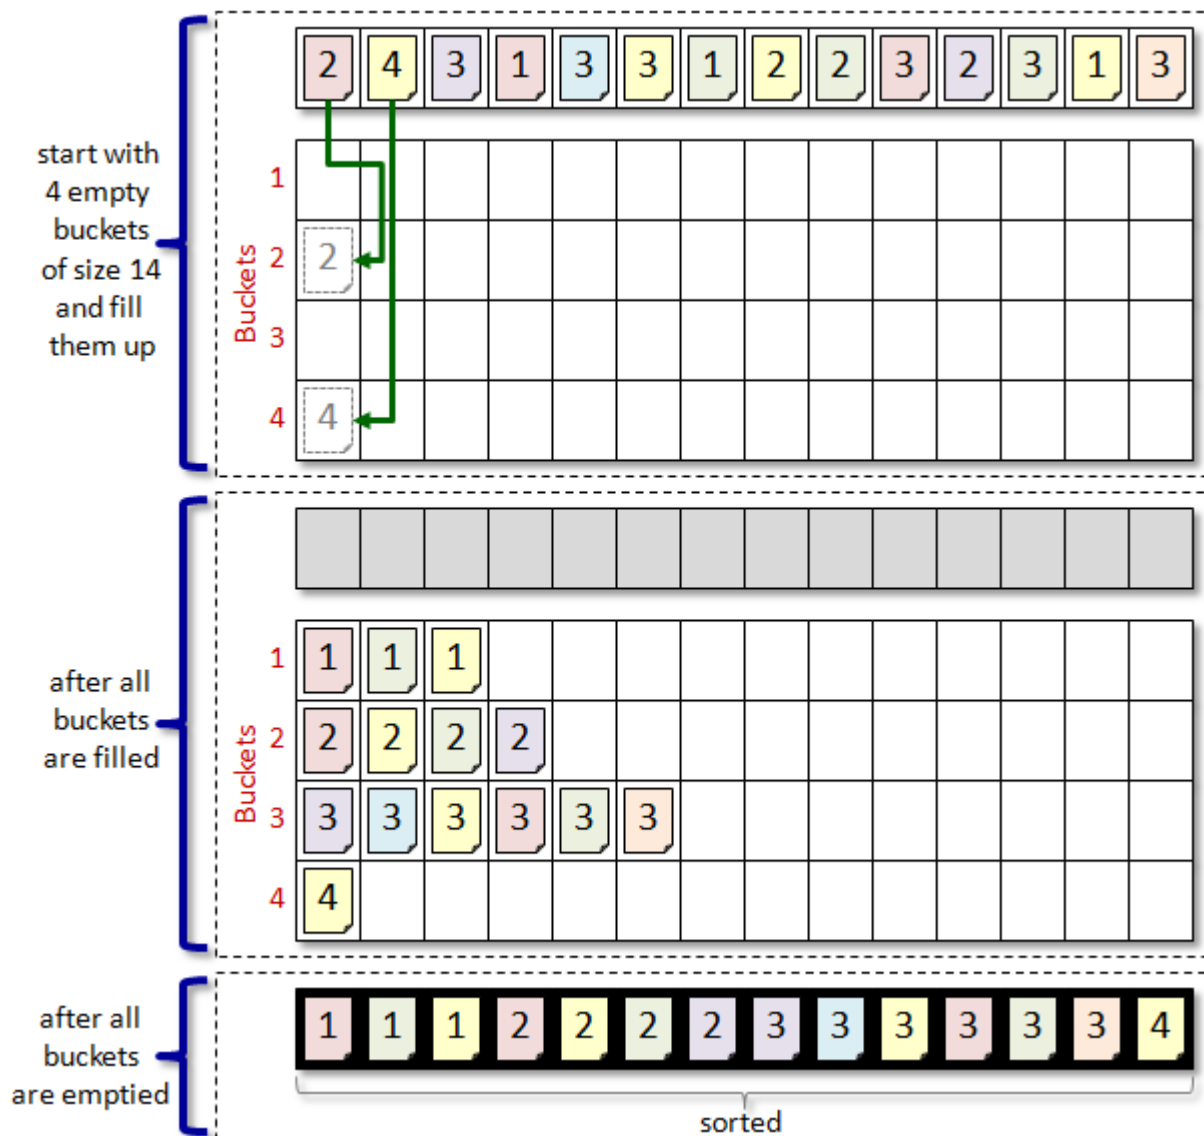 2 4 3 1 3 3 1 2 2 3 2 3 1 3
start with
4 empty
buckets
of size 14
and fill
them up
Buckets
1
2
3
4
2
4
after all
buckets
are filled
Buckets
1 1 1 1
2 2 2 2 2
3 3 3 3 3 3 3
4 4
after all
buckets
are emptied
1 1 1 2 2 2 2 3 3 3 3 3 3 4
sorted